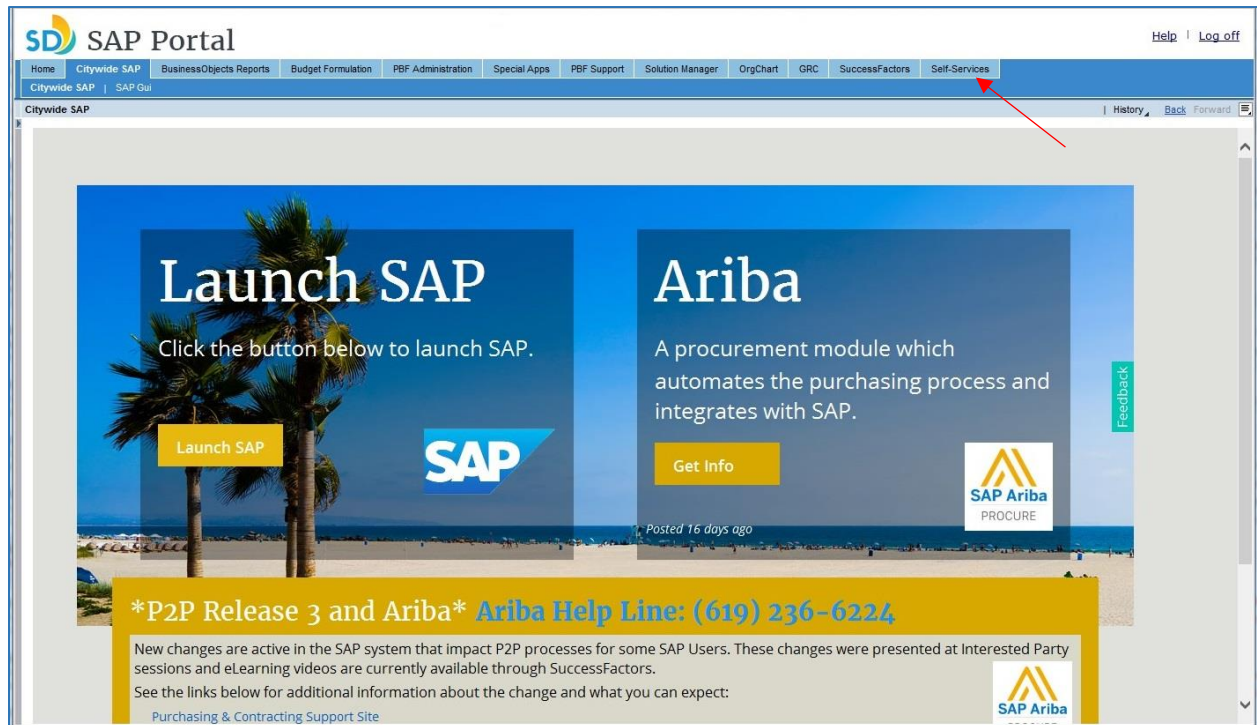 SD SAP Portal
Help | Log off
Home Citywide SAP BusinessObjects Reports Budget Formulation PBF Administration Special Apps PBF Support Solution Manager OrgChart GRC SuccessFactors Self-Services
Citywide SAP | SAP Gui
Citywide SAP
| History Back Forward
Launch SAP
Click the button below to launch SAP.
Launch SAP
SAP
Ariba
A procurement module which
automates the purchasing process and
integrates with SAP.
Get Info
SAP Ariba
PROCURE
Posted 16 days ago
Feedback
*P2P Release 3 and Ariba* Ariba Help Line: (619) 236-6224
New changes are active in the SAP system that impact P2P processes for some SAP Users. These changes were presented at Interested Party
sessions and eLearning videos are currently available through SuccessFactors.
See the links below for additional information about the change and what you can expect:
Purchasing & Contracting Support Site
SAP Ariba